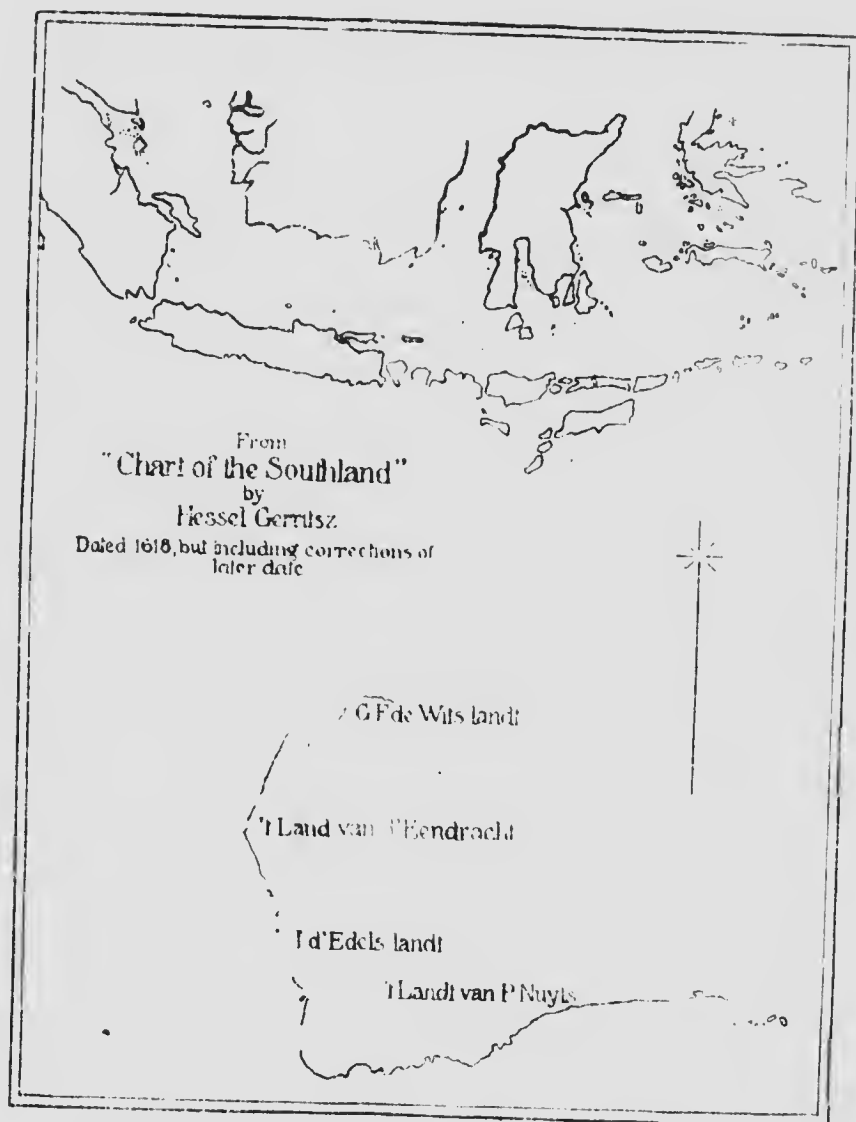 From
"Chart of the Southland"
by
Hessel Gerritsz
Dated 1618, but including corrections of
later date
G F de Wits landt
't Land van d'Eendracht
I d'Edels landt
't Landt van P Nuyts